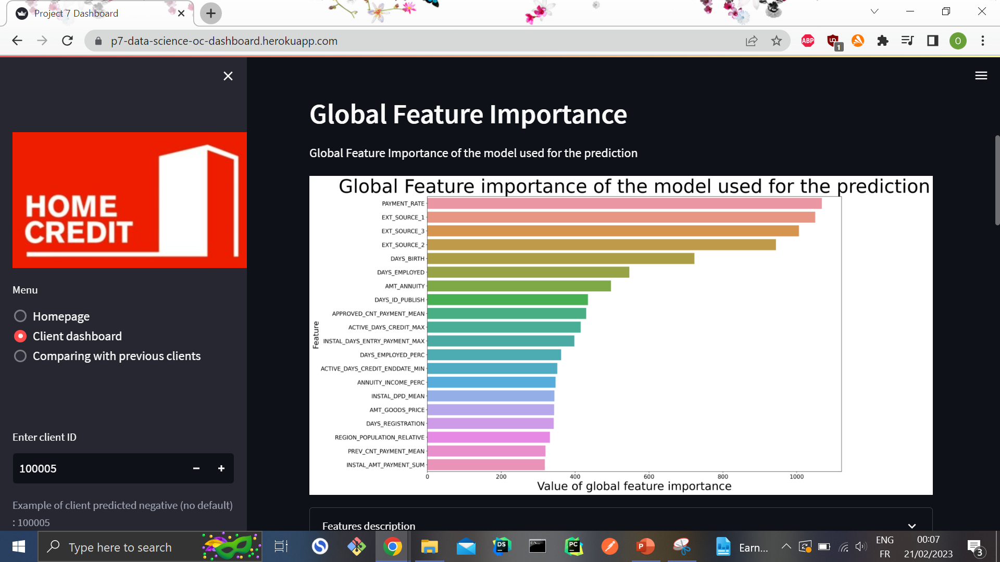 Project 7 Dashboard
p7-data-science-oc-dashboard.herokuapp.com
ABP
1
O
HOME
CREDIT
Menu
Homepage
Client dashboard
Comparing with previous clients
Enter client ID
100005
Example of client predicted negative (no default)
: 100005
Global Feature Importance
Global Feature Importance of the model used for the prediction
Global Feature importance of the model used for the prediction
Feature
PAYMENT_RATE
EXT_SOURCE_1
EXT_SOURCE_3
EXT_SOURCE_2
DAYS_BIRTH
DAYS_EMPLOYED
AMT_ANNUITY
DAYS_ID_PUBLISH
APPROVED_CNT_PAYMENT_MEAN
ACTIVE_DAYS_CREDIT_MAX
INSTAL_DAYS_ENTRY_PAYMENT_MAX
DAYS_EMPLOYED_PERC
ACTIVE_DAYS_CREDIT_ENDDATE_MIN
ANNUITY_INCOME_PERC
INSTAL_DPD_MEAN
AMT_GOODS_PRICE
DAYS_REGISTRATION
REGION_POPULATION_RELATIVE
PREV_CNT_PAYMENT_MEAN
INSTAL_AMT_PAYMENT_SUM
0 200 400 600 800 1000
Value of global feature importance
Features description
Type here to search
DS
PC
P
Earn...
ENG
FR
00:07
21/02/2023
3